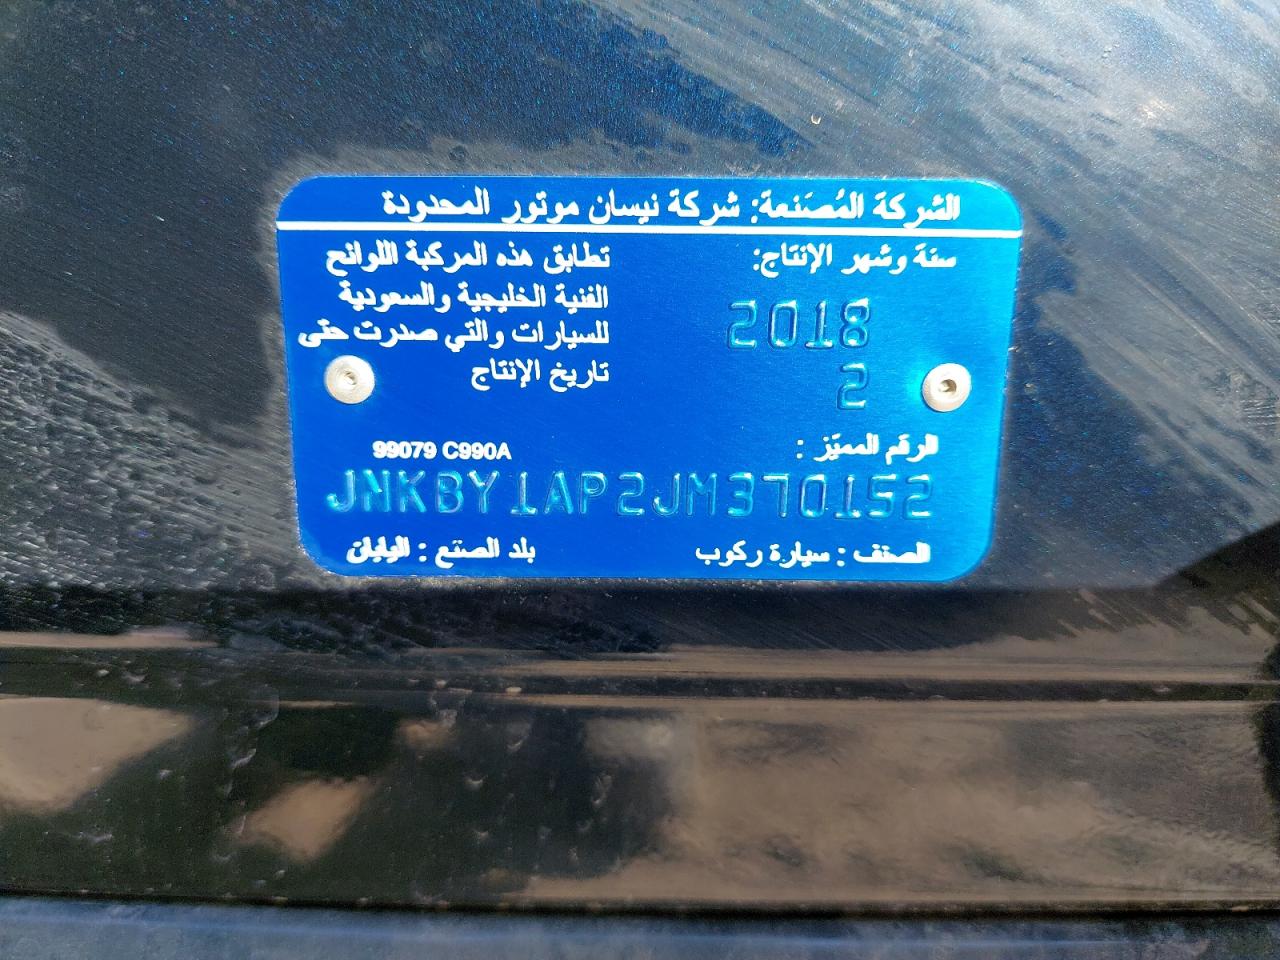 الشركة المُصَنعة: شركة نيسان موتور المحدودة
سنة وشهر الإنتاج:
2018
2
تطابق هذه المركبة اللوائح
الفنية الخليجية والسعودية
للسيارات والتي صدرت حتى
تاريخ الإنتاج
الرقم المميّز :
99079 C990A
JNKBY1AP2JM370152
الصنف : سيارة ركوب
بلد الصنع : اليابان